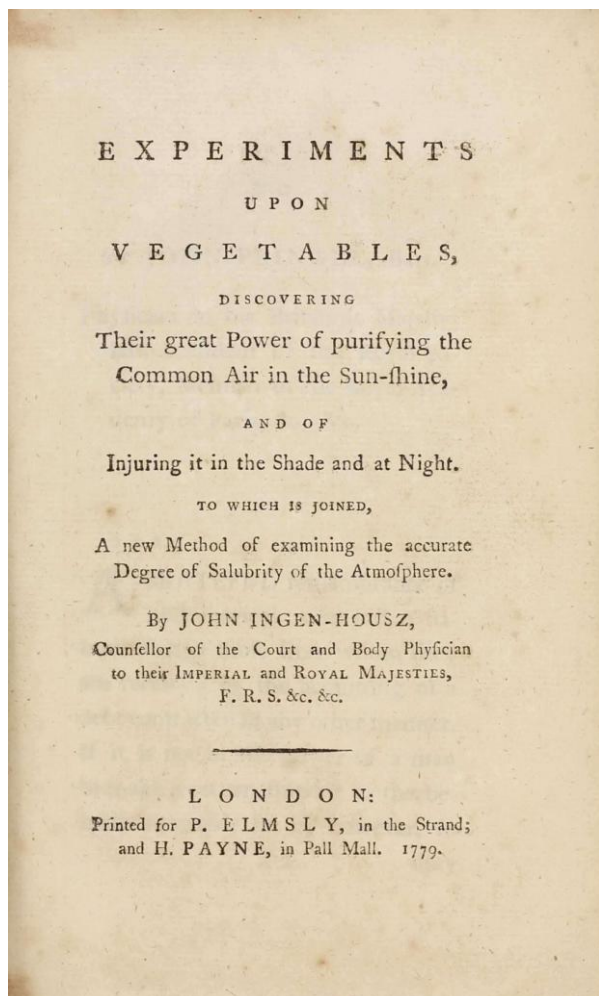 EXPERIMENTS
UPON
VEGETABLES,
DISCOVERING
Their great Power of purifying the
Common Air in the Sun-ſhine,
AND OF
Injuring it in the Shade and at Night.
TO WHICH IS JOINED,
A new Method of examining the accurate
Degree of Salubrity of the Atmoſphere.
By JOHN INGEN-HOUSZ,
Counſellor of the Court and Body Phyſician
to their IMPERIAL and ROYAL MAJESTIES,
F. R. S. &c. &c.
LONDON:
Printed for P. ELMSLY, in the Strand;
and H. PAYNE, in Pall Mall. 1779.